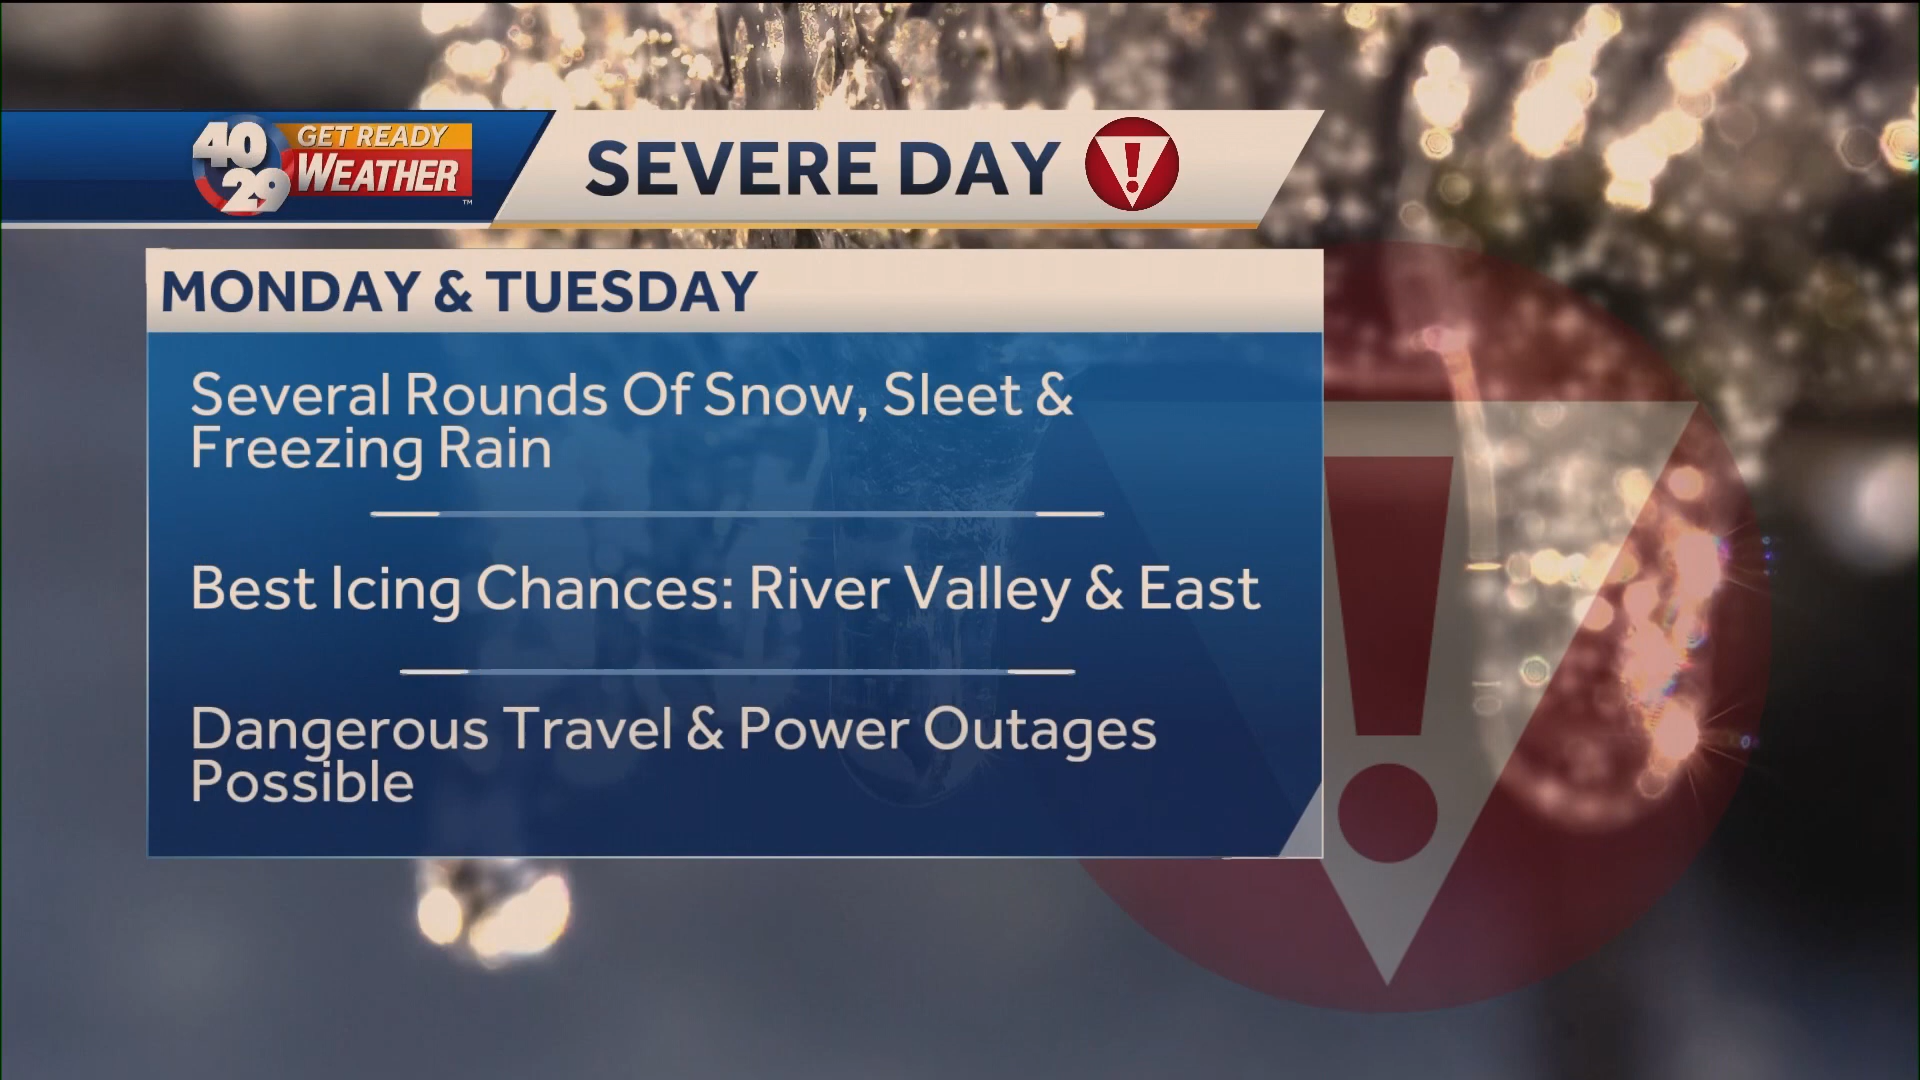 40
29
GET READY
WEATHER
™
SEVERE DAY
!
MONDAY & TUESDAY
Several Rounds Of Snow, Sleet &
Freezing Rain
Best Icing Chances: River Valley & East
Dangerous Travel & Power Outages
Possible